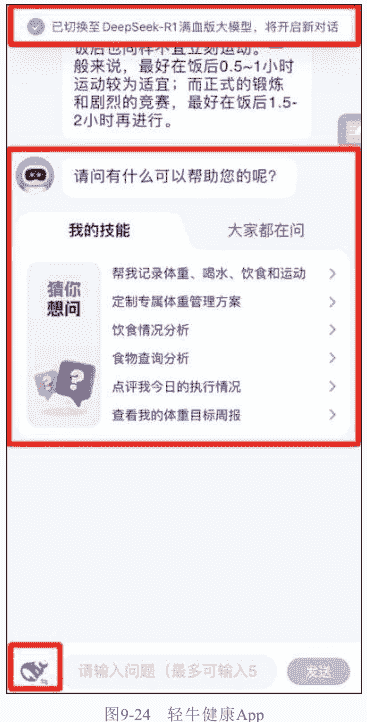 已切换至DeepSeek-R1满血版大模型，将开启新对话
饭后也同样不宜立刻运动。一
般来说，最好在饭后0.5~1小时
运动较为适宜；而正式的锻炼
和剧烈的竞赛，最好在饭后1.5-
2小时再进行。
请问有什么可以帮助您的呢？
我的技能
大家都在问
猜你
想问
帮我记录体重、喝水、饮食和运动
定制专属体重管理方案
饮食情况分析
食物查询分析
点评我今日的执行情况
查看我的体重目标周报
请输入问题（最多可输入5
发送
图9-24 轻牛健康App